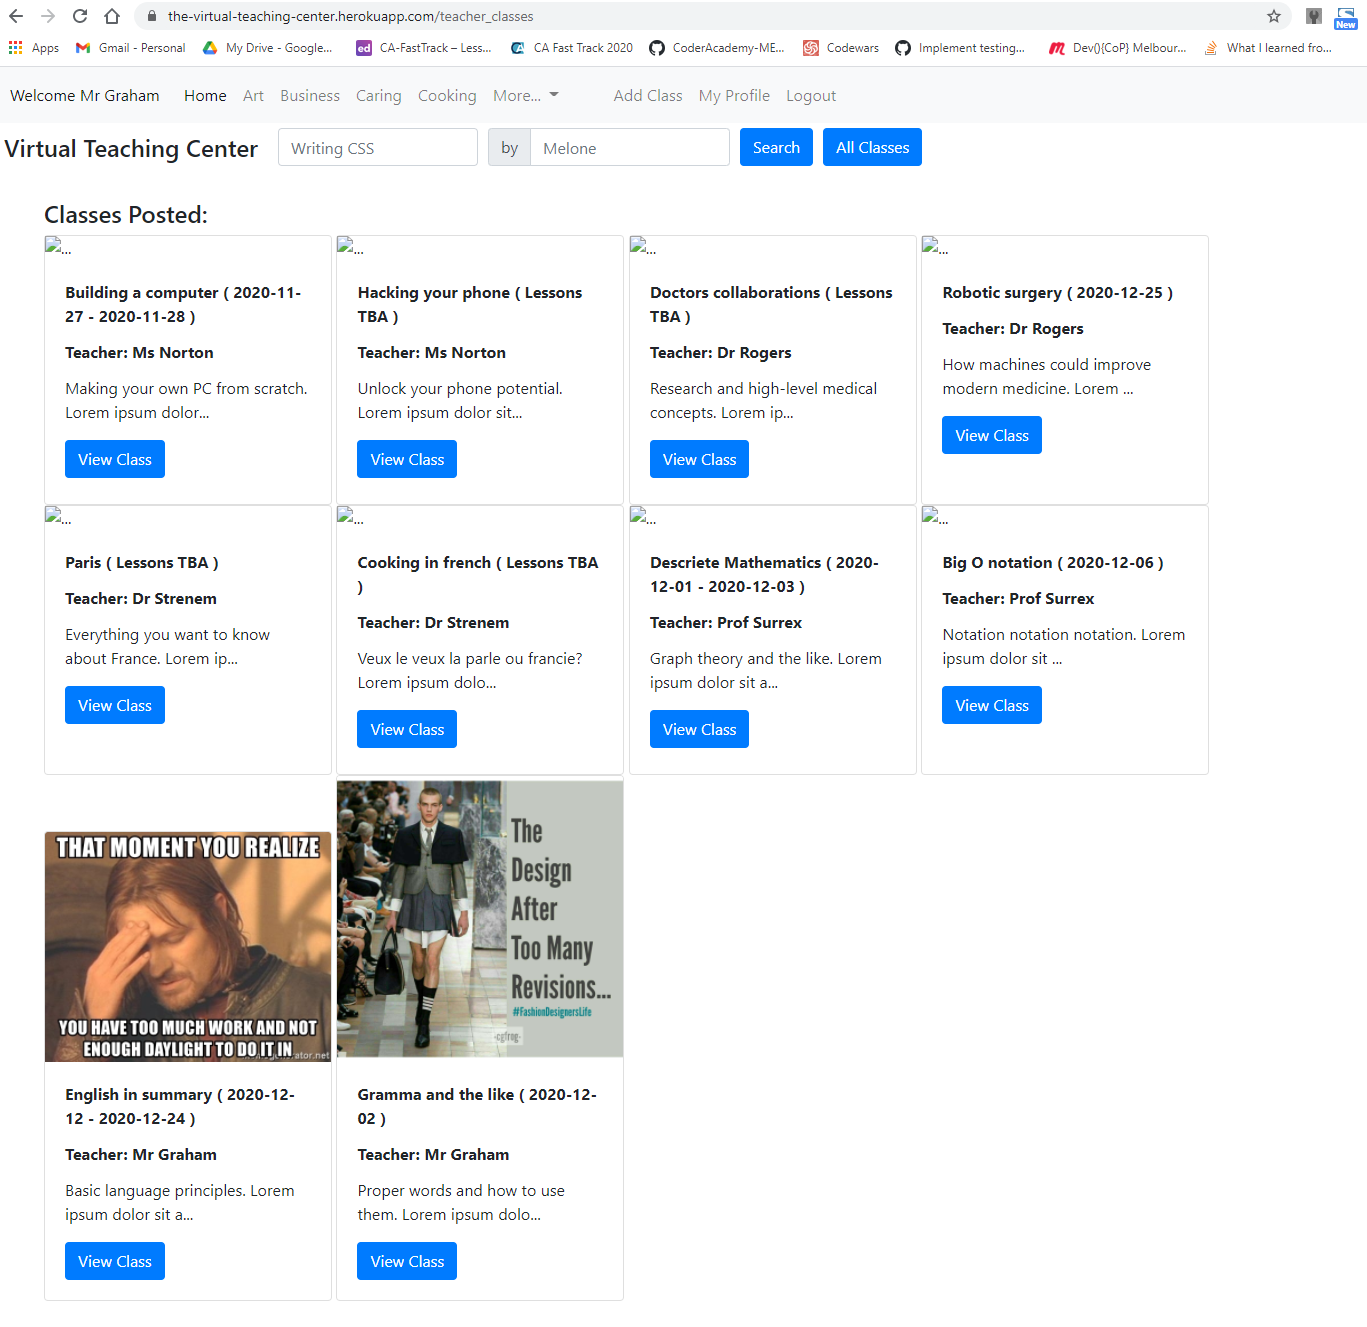 the-virtual-teaching-center.herokuapp.com/teacher_classes
Apps Gmail - Personal My Drive - Google... ed CA-FastTrack – Less... CA Fast Track 2020 CoderAcademy-ME... Codewars Implement testing... Dev(){CoP} Melbour... What I learned fro... New
Welcome Mr Graham Home Art Business Caring Cooking More... Add Class My Profile Logout
Virtual Teaching Center Writing CSS by Melone Search All Classes
Classes Posted:
...
Building a computer ( 2020-11-
27 - 2020-11-28 )
Teacher: Ms Norton
Making your own PC from scratch.
Lorem ipsum dolor...
View Class
...
Hacking your phone ( Lessons
TBA )
Teacher: Ms Norton
Unlock your phone potential.
Lorem ipsum dolor sit...
View Class
...
Doctors collaborations ( Lessons
TBA )
Teacher: Dr Rogers
Research and high-level medical
concepts. Lorem ip...
View Class
...
Robotic surgery ( 2020-12-25 )
Teacher: Dr Rogers
How machines could improve
modern medicine. Lorem ...
View Class
...
Paris ( Lessons TBA )
Teacher: Dr Strenem
Everything you want to know
about France. Lorem ip...
View Class
...
Cooking in french ( Lessons TBA
)
Teacher: Dr Strenem
Veux le veux la parle ou francie?
Lorem ipsum dolo...
View Class
...
Descriete Mathematics ( 2020-
12-01 - 2020-12-03 )
Teacher: Prof Surrex
Graph theory and the like. Lorem
ipsum dolor sit a...
View Class
...
Big O notation ( 2020-12-06 )
Teacher: Prof Surrex
Notation notation notation. Lorem
ipsum dolor sit ...
View Class
THAT MOMENT YOU REALIZE
YOU HAVE TOO MUCH WORK AND NOT
ENOUGH DAYLIGHT TO DO IT IN
English in summary ( 2020-12-
12 - 2020-12-24 )
Teacher: Mr Graham
Basic language principles. Lorem
ipsum dolor sit a...
View Class
The
Design
After
Too Many
Revisions...
#FashionDesignersLife
-cgfrog-
Gramma and the like ( 2020-12-
02 )
Teacher: Mr Graham
Proper words and how to use
them. Lorem ipsum dolo...
View Class